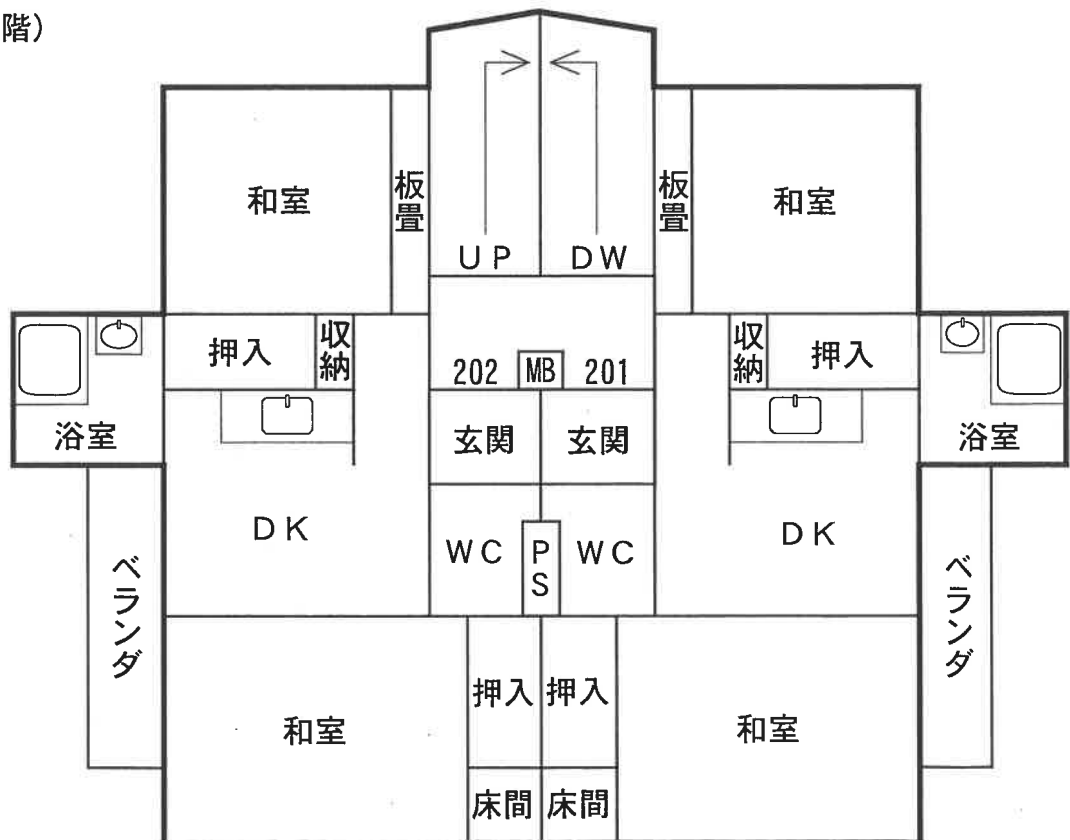 階）
和室
板畳
UP
DW
板畳
和室
押入
収納
202
MB
201
収納
押入
浴室
玄関
玄関
浴室
DK
WC
PS
WC
DK
ベランダ
ベランダ
和室
押入
押入
和室
床間
床間